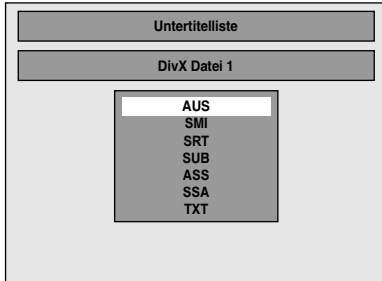 Untertitelliste
DivX Datei 1
AUS
SMI
SRT
SUB
ASS
SSA
TXT